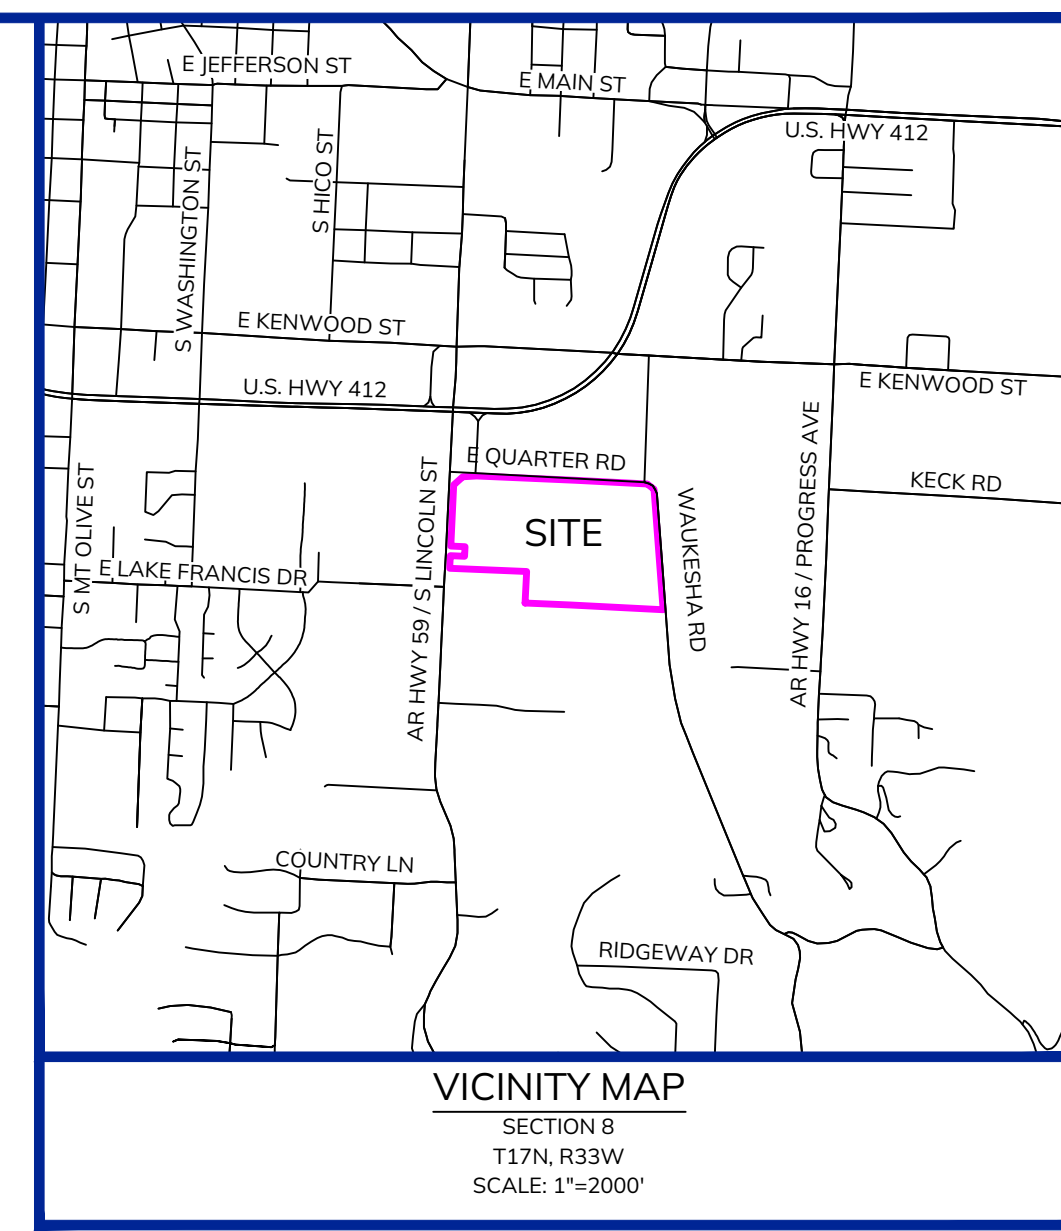 E JEFFERSON ST
E MAIN ST
U.S. HWY 412
S HICO ST
S WASHINGTON ST
E KENWOOD ST
U.S. HWY 412
E KENWOOD ST
E QUARTER RD
KECK RD
S MT OLIVE ST
AR HWY 59 / S LINCOLN ST
SITE
WAUKESHA RD
AR HWY 16 / PROGRESS AVE
E LAKE FRANCIS DR
COUNTRY LN
RIDGEWAY DR
VICINITY MAP
SECTION 8
T17N, R33W
SCALE: 1"=2000'